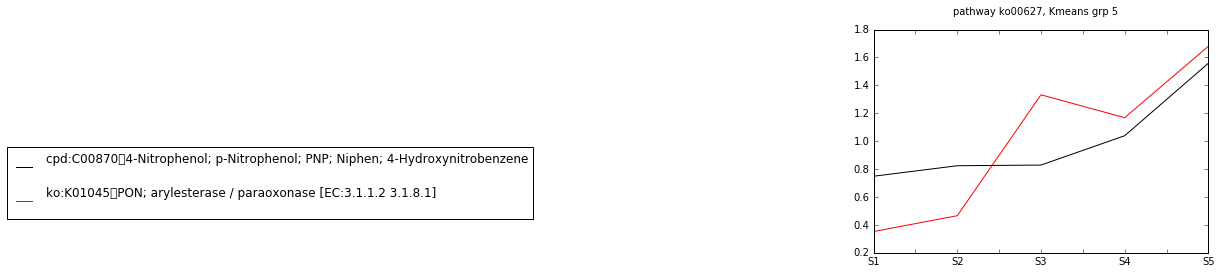 pathway ko00627, Kmeans grp 5
1.8
1.6
1.4
1.2
1.0
0.8
0.6
0.4
0.2
S1 S2 S3 S4 S5
cpd:C00870▯4-Nitrophenol; p-Nitrophenol; PNP; Niphen; 4-Hydroxynitrobenzene
ko:K01045▯PON; arylesterase / paraoxonase [EC:3.1.1.2 3.1.8.1]